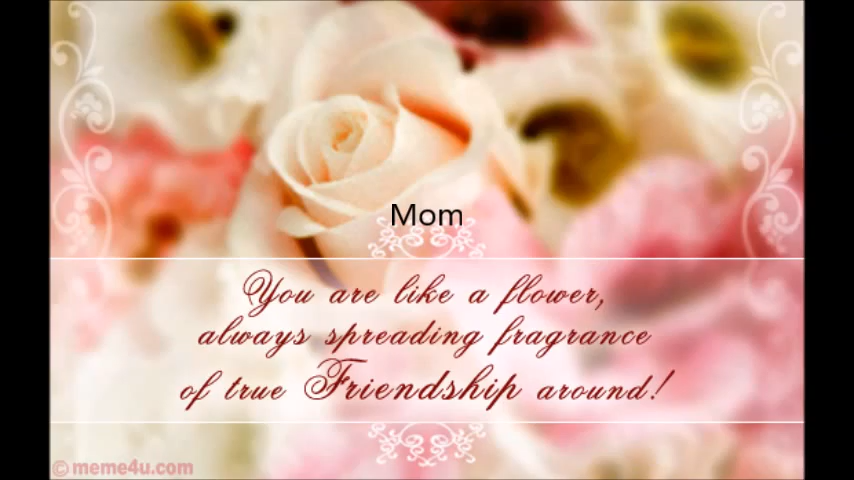 Mom
You are like a flower,
always spreading fragrance
of true Friendship around!
© meme4u.com